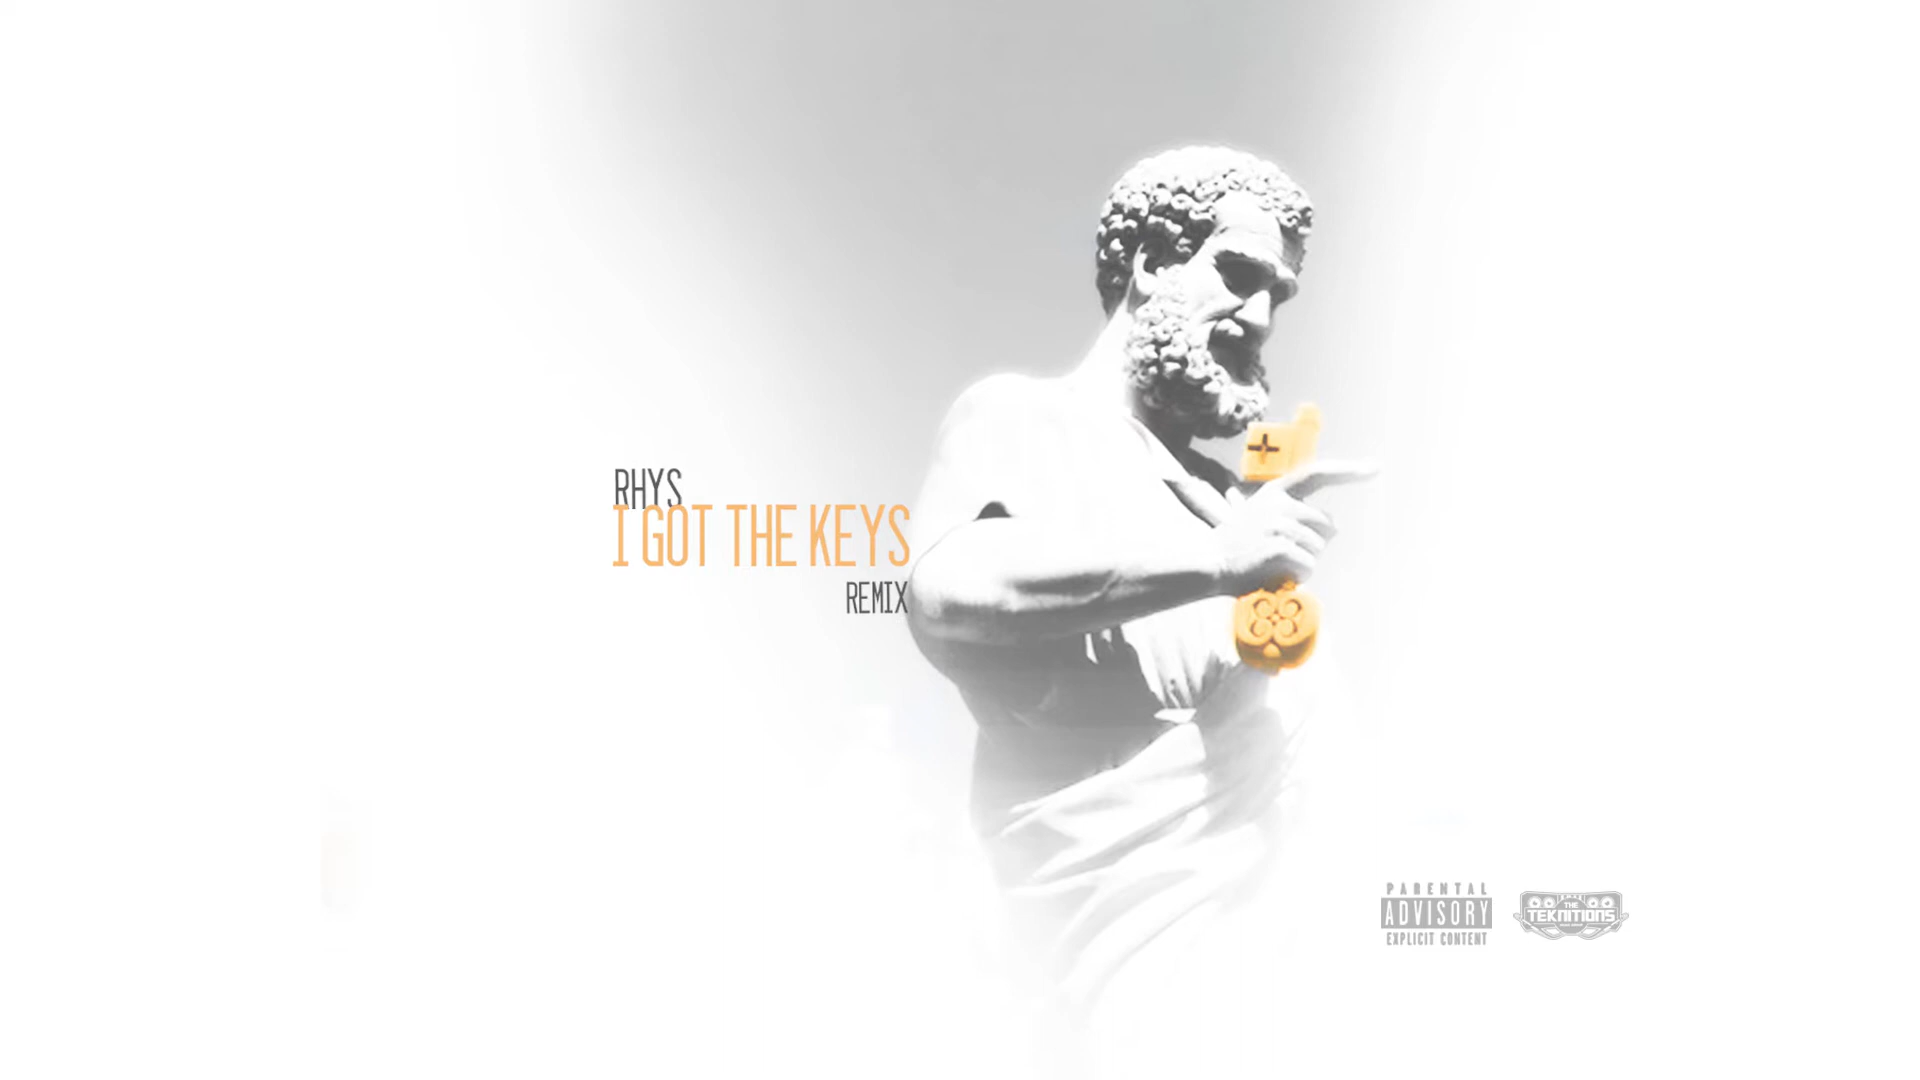 RHYS
I GOT THE KEYS
REMIX
PARENTAL
ADVISORY
EXPLICIT CONTENT
THE
TEKNITIONS